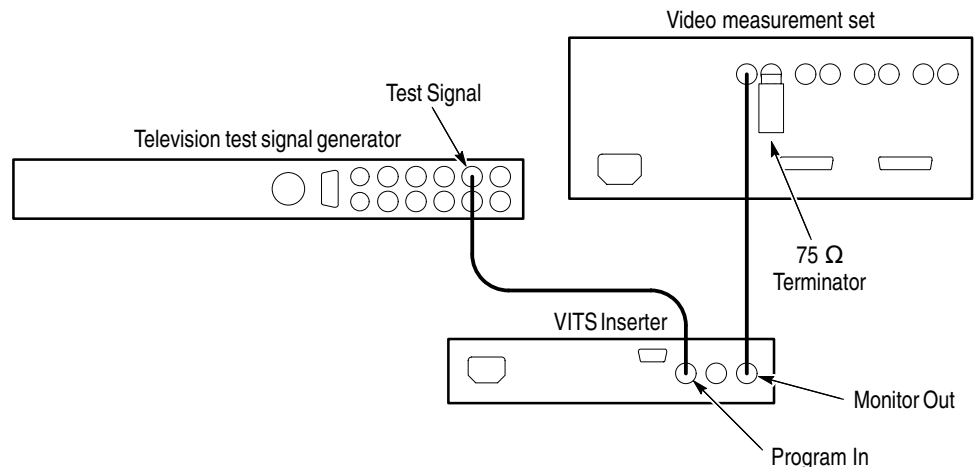 Video measurement set
Test Signal
Television test signal generator
75 Ω
Terminator
VITS Inserter
Monitor Out
Program In